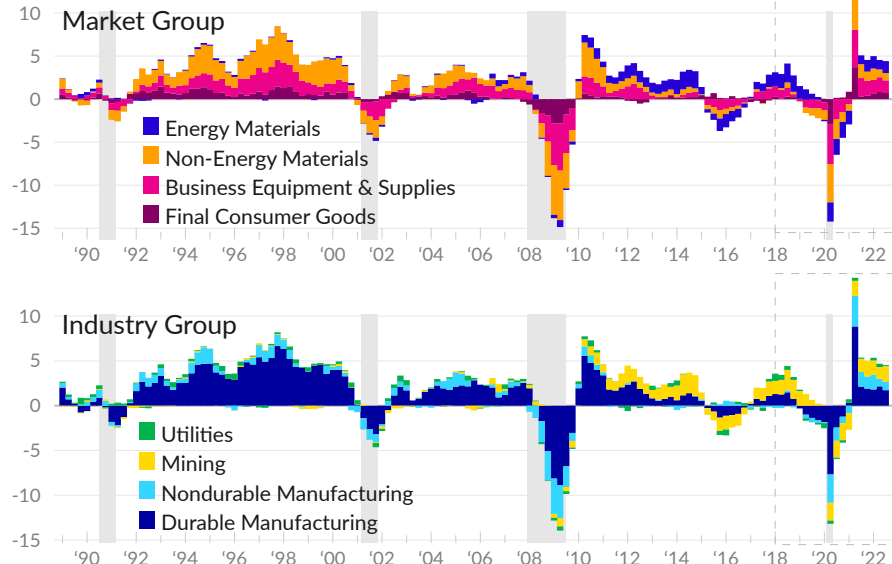 Market Group
10
5
0
-5
-10
-15
Energy Materials
Non-Energy Materials
Business Equipment & Supplies
Final Consumer Goods
‘90 ‘92 ‘94 ‘96 ‘98 ‘00 ‘02 ‘04 ‘06 ‘08 ‘10 ‘12 ‘14 ‘16 ‘18 ‘20 ‘22
Industry Group
10
5
0
-5
-10
-15
Utilities
Mining
Nondurable Manufacturing
Durable Manufacturing
‘90 ‘92 ‘94 ‘96 ‘98 ‘00 ‘02 ‘04 ‘06 ‘08 ‘10 ‘12 ‘14 ‘16 ‘18 ‘20 ‘22